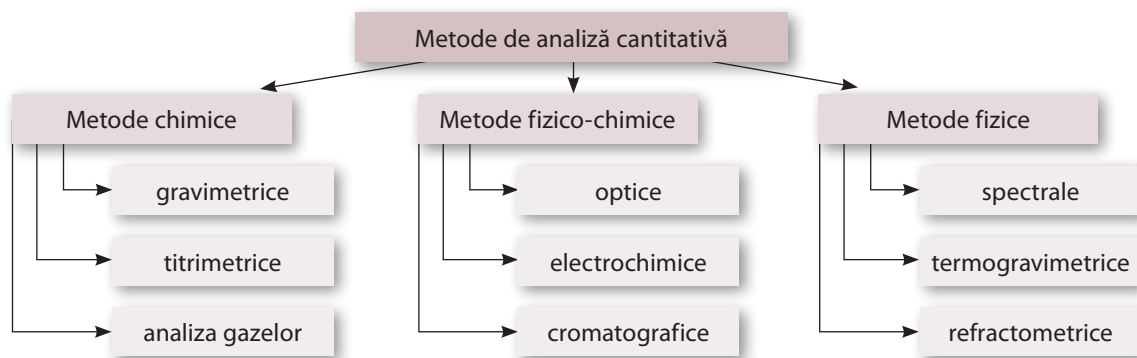 Metode de analiză cantitativă
Metode chimice
gravimetrice
titrimetrice
analiza gazelor
Metode fizico-chimice
optice
electrochimice
cromatografice
Metode fizice
spectrale
termogravimetrice
refractometrice